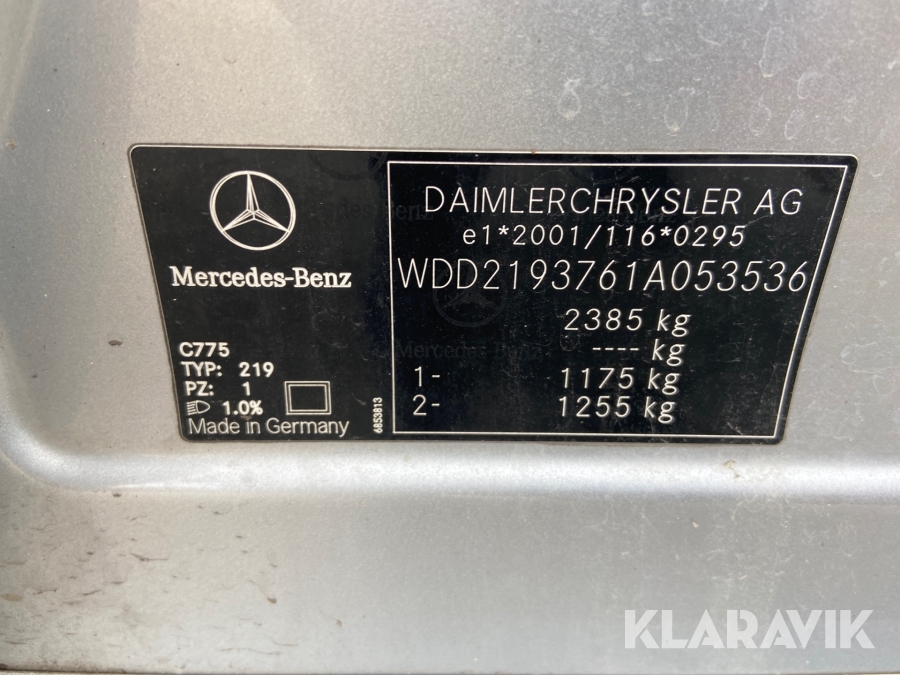 Mercedes-Benz
C775
TYP: 219
PZ: 1
1.0%
Made in Germany
6853813
DAIMLERCHRYSLER AG
e1*2001/116*0295
WDD2193761A053536
2385 kg
---- kg
1- 1175 kg
2- 1255 kg
KLARAVIK